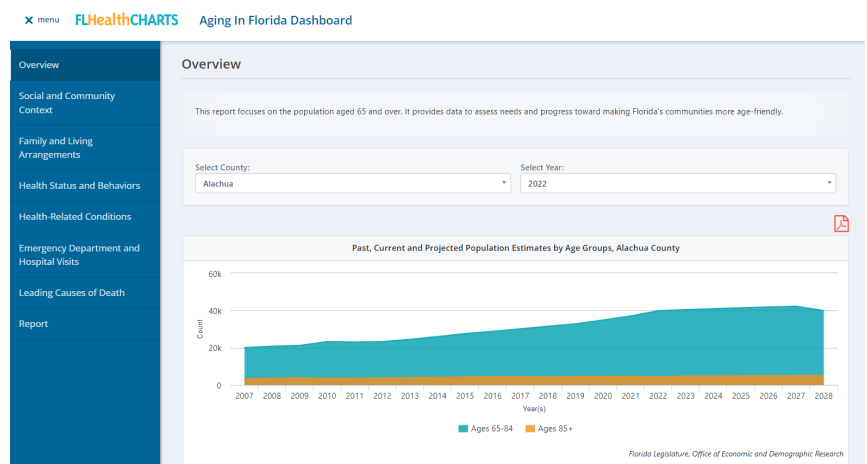 × menu FLHealthCHARTS Aging In Florida Dashboard
Overview
Social and Community
Context
Family and Living
Arrangements
Health Status and Behaviors
Health-Related Conditions
Emergency Department and
Hospital Visits
Leading Causes of Death
Report
Overview
This report focuses on the population aged 65 and over. It provides data to assess needs and progress toward making Florida's communities more age-friendly.
Select County:
Alachua
Select Year:
2022
Past, Current and Projected Population Estimates by Age Groups, Alachua County
60k
40k
20k
0
Count
2007 2008 2009 2010 2011 2012 2013 2014 2015 2016 2017 2018 2019 2020 2021 2022 2023 2024 2025 2026 2027 2028
Year(s)
Ages 65-84 Ages 85+
Florida Legislature, Office of Economic and Demographic Research